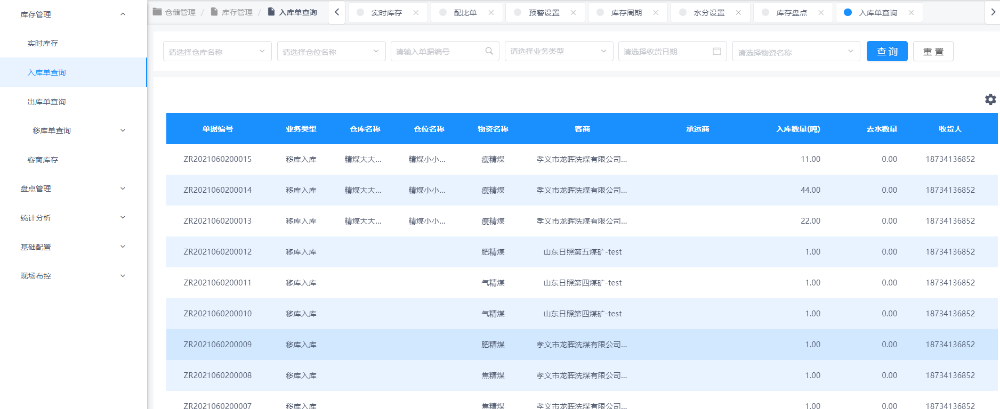 库存管理
实时库存
入库单查询
出库单查询
移库单查询
客商库存
盘点管理
统计分析
基础配置
现场布控
仓储管理 / 库存管理 / 入库单查询
实时库存 配比单 预警设置 库存周期 水分设置 库存盘点 入库单查询
请选择仓库名称 请选择仓位名称 请输入单据编号 请选择业务类型 请选择收货日期 请选择物资名称 查询 重置
单据编号 业务类型 仓库名称 仓位名称 物资名称 客商 承运商 入库数量(吨) 去水数量 收货人
ZR2021060200015 移库入库 精煤大大... 精煤小小... 瘦精煤 孝义市龙晖洗煤有限公司... 11.00 0.00 18734136852
ZR2021060200014 移库入库 精煤大大... 精煤小小... 瘦精煤 孝义市龙晖洗煤有限公司... 44.00 0.00 18734136852
ZR2021060200013 移库入库 精煤大大... 精煤小小... 瘦精煤 孝义市龙晖洗煤有限公司... 22.00 0.00 18734136852
ZR2021060200012 移库入库 肥精煤 山东日照第五煤矿-test 1.00 0.00 18734136852
ZR2021060200011 移库入库 气精煤 山东日照第四煤矿-test 1.00 0.00 18734136852
ZR2021060200010 移库入库 气精煤 山东日照第四煤矿-test 1.00 0.00 18734136852
ZR2021060200009 移库入库 肥精煤 孝义市龙晖洗煤有限公司... 1.00 0.00 18734136852
ZR2021060200008 移库入库 焦精煤 孝义市龙晖洗煤有限公司... 1.00 0.00 18734136852
ZR2021060200007 移库入库 焦精煤 孝义市龙晖洗煤有限公司... 1.00 0.00 18734136852